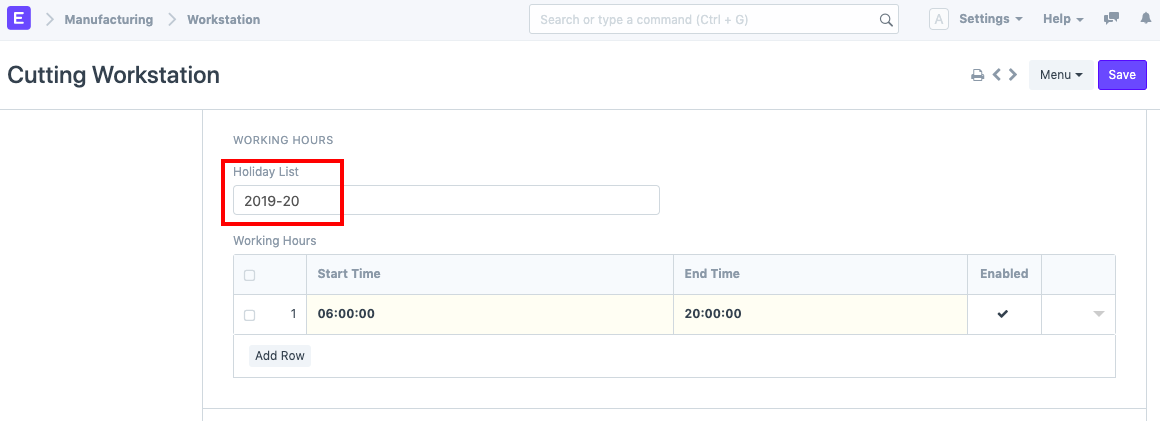 E Manufacturing Workstation Search or type a command (Ctrl + G) A Settings Help
Cutting Workstation Menu Save
WORKING HOURS
Holiday List
2019-20
Working Hours
Start Time End Time Enabled
1 06:00:00 20:00:00
Add Row